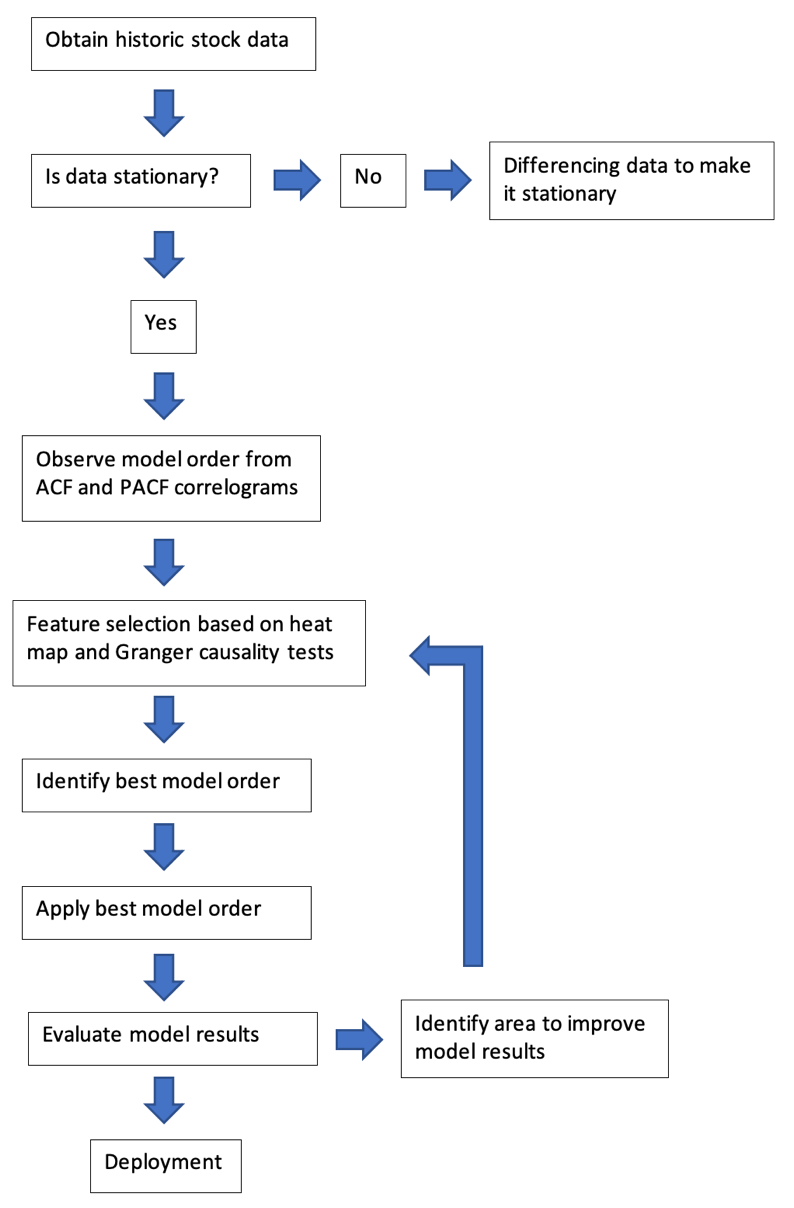 Obtain historic stock data
Is data stationary?
No
Differencing data to make
it stationary
Yes
Observe model order from
ACF and PACF correlograms
Feature selection based on heat
map and Granger causality tests
Identify best model order
Apply best model order
Evaluate model results
Identify area to improve
model results
Deployment